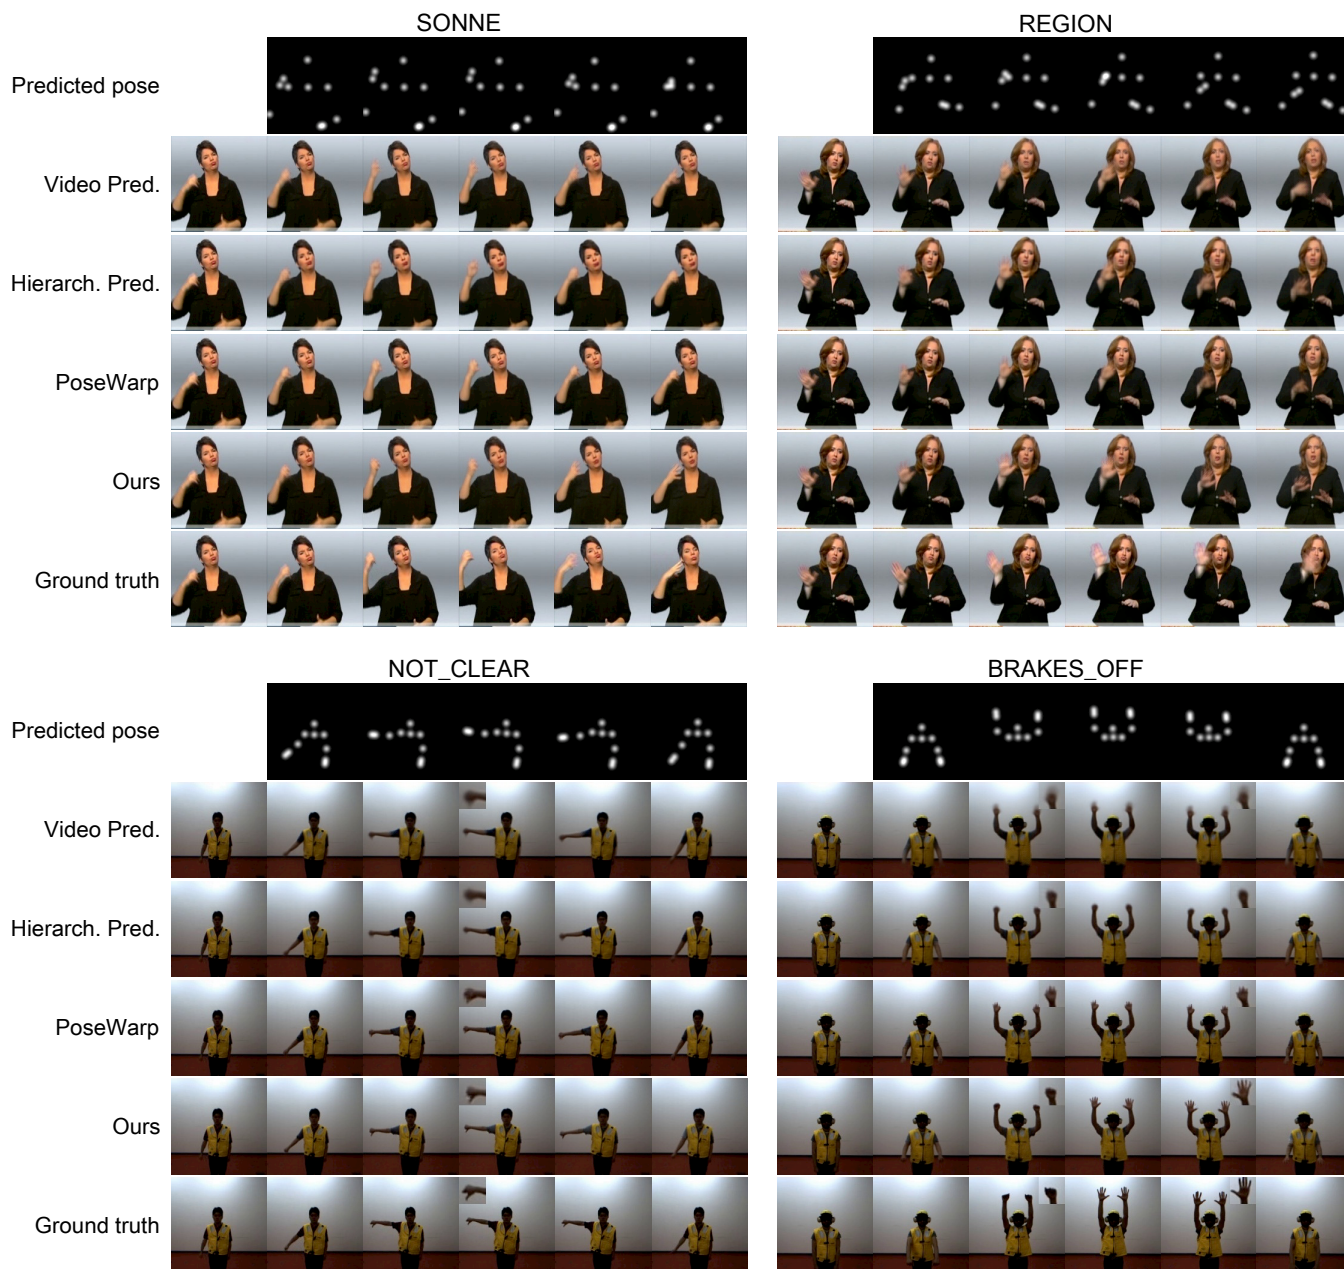 SONNE
REGION
Predicted pose
Video Pred.
Hierarch. Pred.
PoseWarp
Ours
Ground truth
NOT_CLEAR
BRAKES_OFF
Predicted pose
Video Pred.
Hierarch. Pred.
PoseWarp
Ours
Ground truth